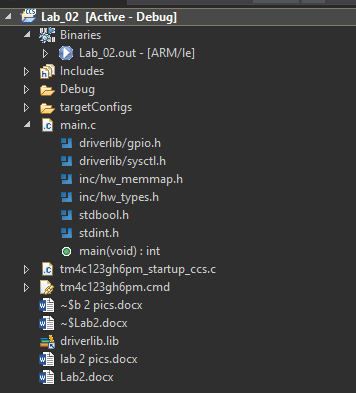 Lab_02 [Active - Debug]
Binaries
Lab_02.out - [ARM/le]
Includes
Debug
targetConfigs
main.c
driverlib/gpio.h
driverlib/sysctl.h
inc/hw_memmap.h
inc/hw_types.h
stdbool.h
stdint.h
main(void) : int
tm4c123gh6pm_startup_ccs.c
tm4c123gh6pm.cmd
~$b 2 pics.docx
~$Lab2.docx
driverlib.lib
lab 2 pics.docx
Lab2.docx